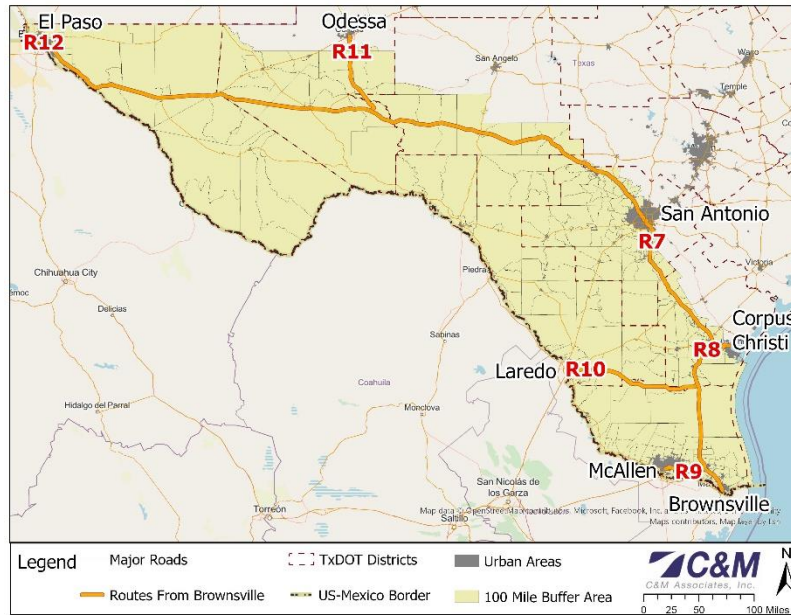 El Paso
R12
Odessa
R11
San Angelo
Texas
Waco
Temple
San Antonio
R7
Victoria
Chihuahua City
Delicias
Piedra
Sabinas
Corpus
Christi
R8
Laredo
R10
Coahuila
Hidalgo del Parral
Monclova
McAllen
R9
San Nicolás de
los Garza
Brownsville
Torreón
Saltillo
Legend
Major Roads
TxDOT Districts
Urban Areas
Routes From Brownsville
US-Mexico Border
100 Mile Buffer Area
C&M
C&M Associates, Inc.
N
0 25 50 100 Miles